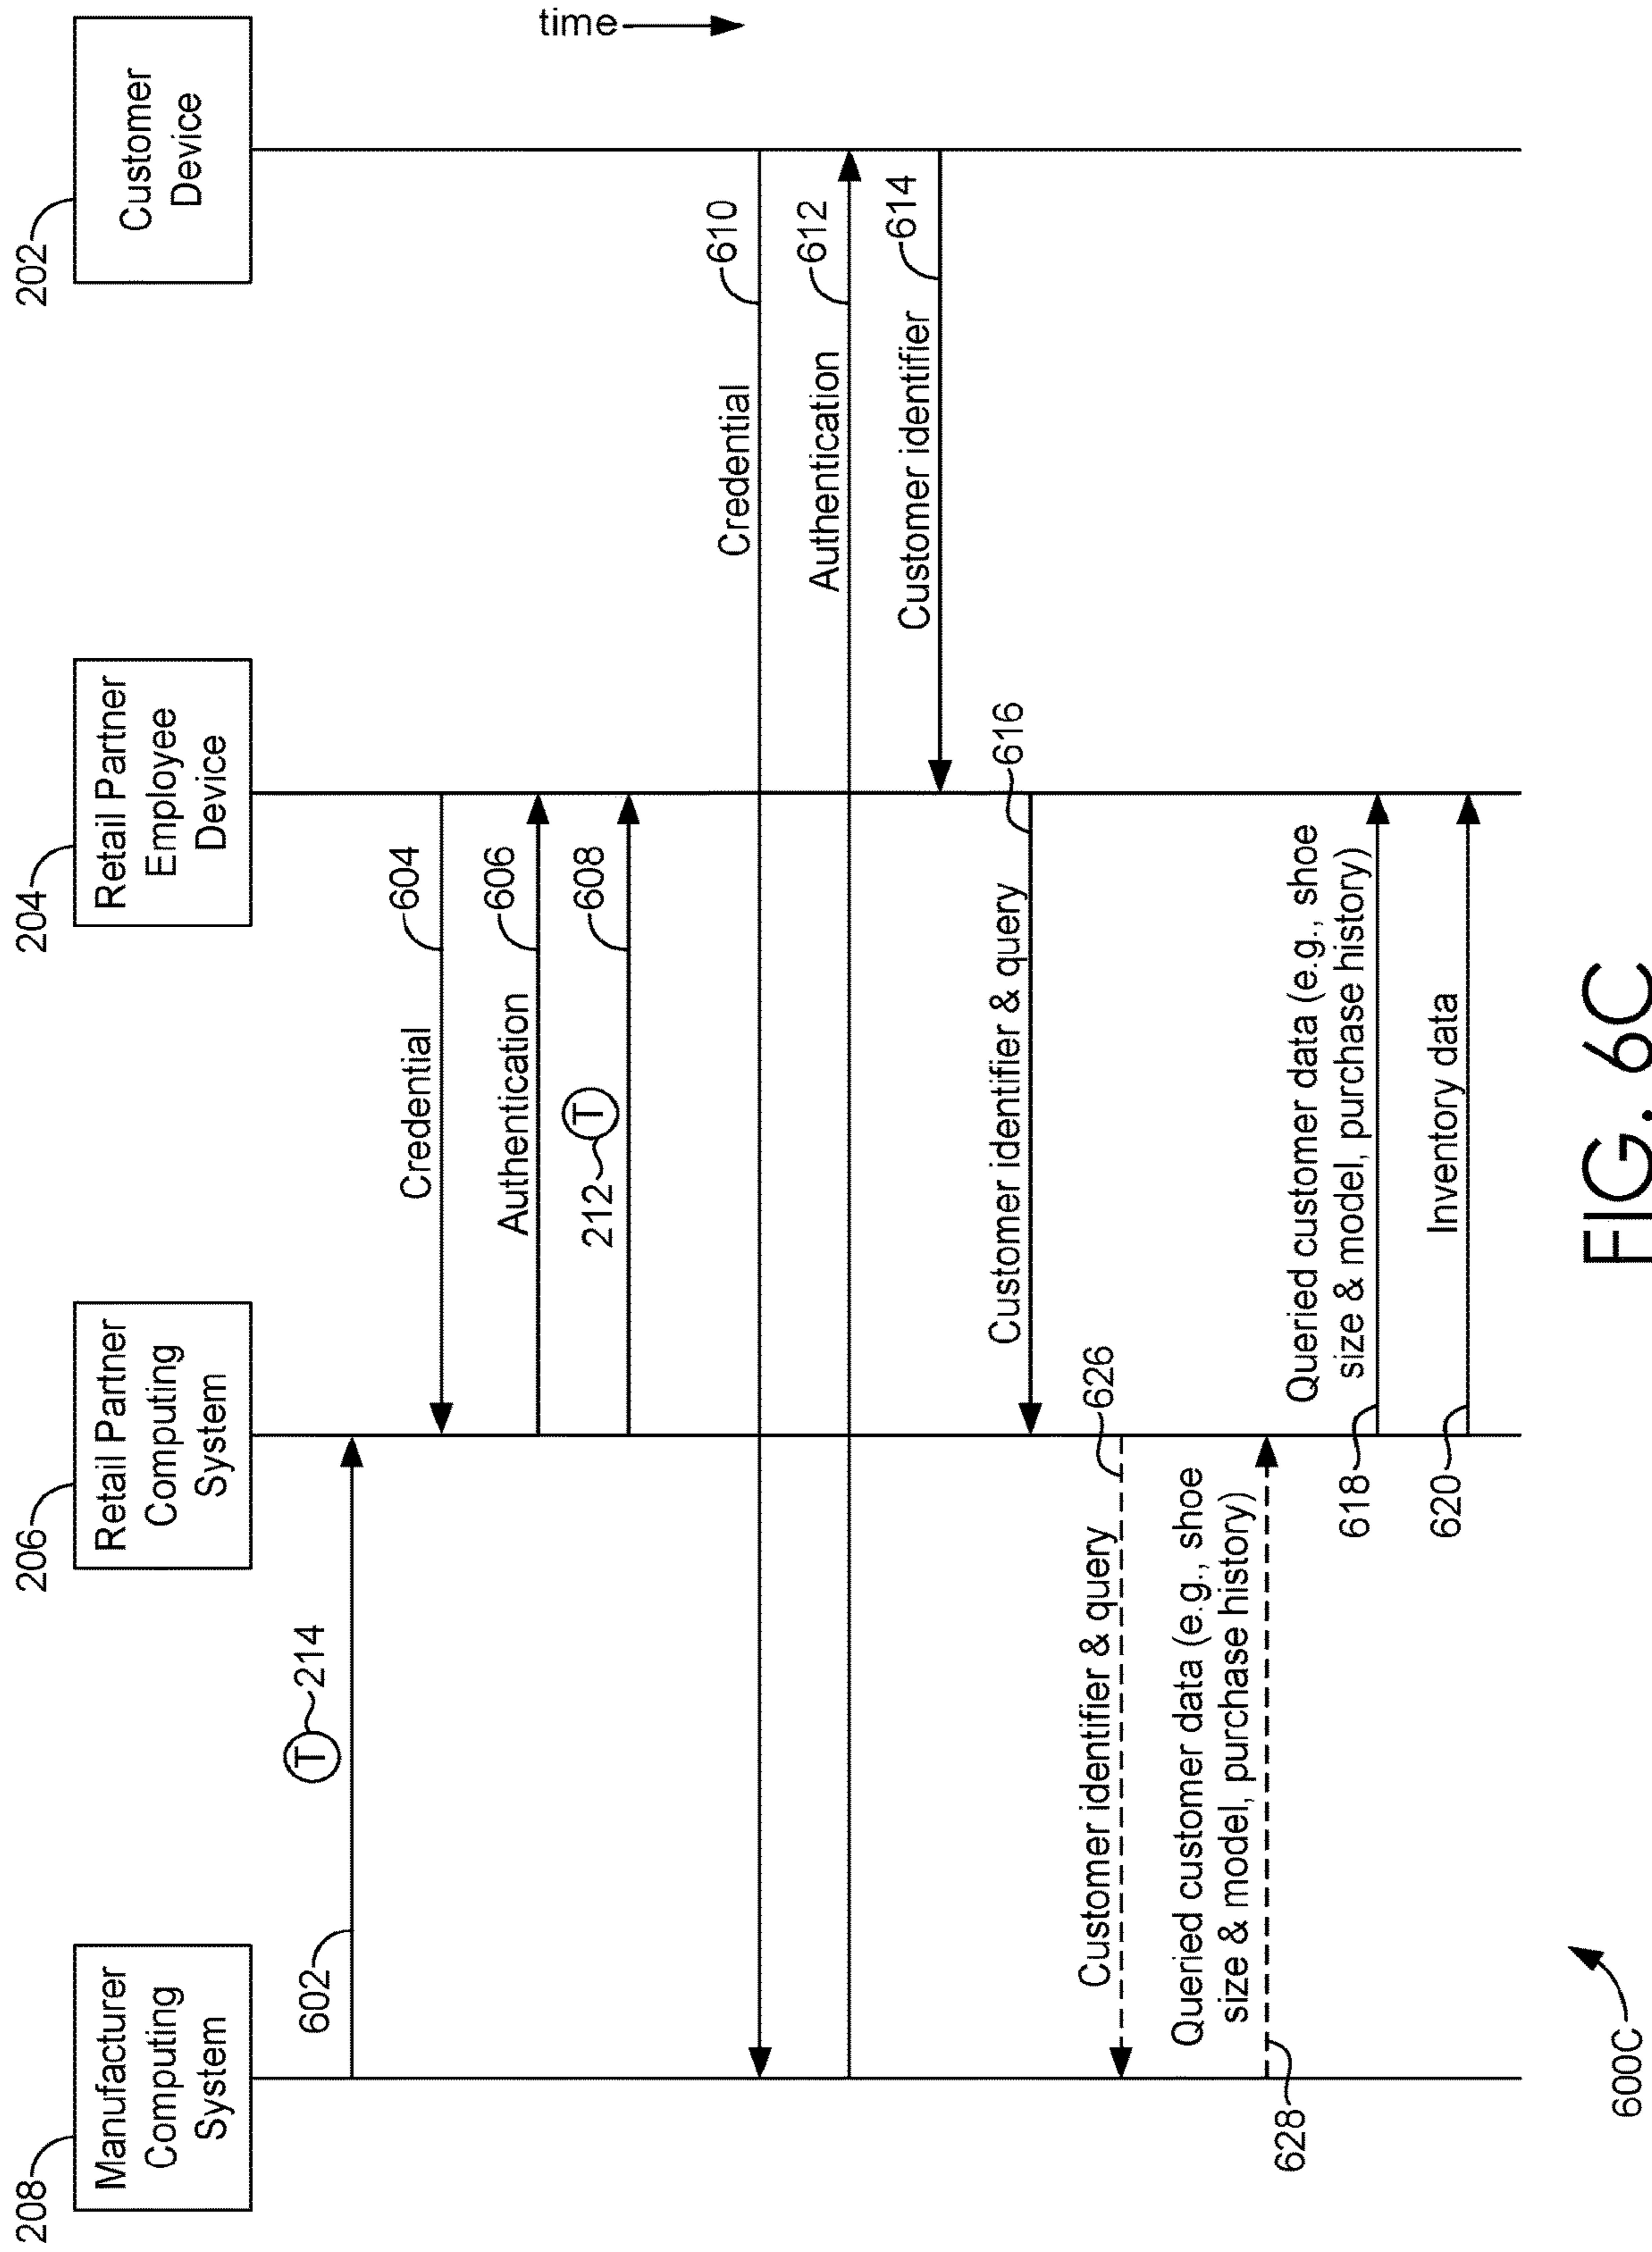 208
Manufacturer
Computing
System
206
Retail Partner
Computing
System
204
Retail Partner
Employee
Device
202
Customer
Device
time
602
T
214
Credential
604
Authentication
606
212
T
608
Credential
610
Authentication
612
Customer identifier
614
Customer identifier & query
616
Customer identifier & query
626
Queried customer data (e.g., shoe
size & model, purchase history)
628
Queried customer data (e.g., shoe
size & model, purchase history)
618
Inventory data
620
600C
FIG. 6C